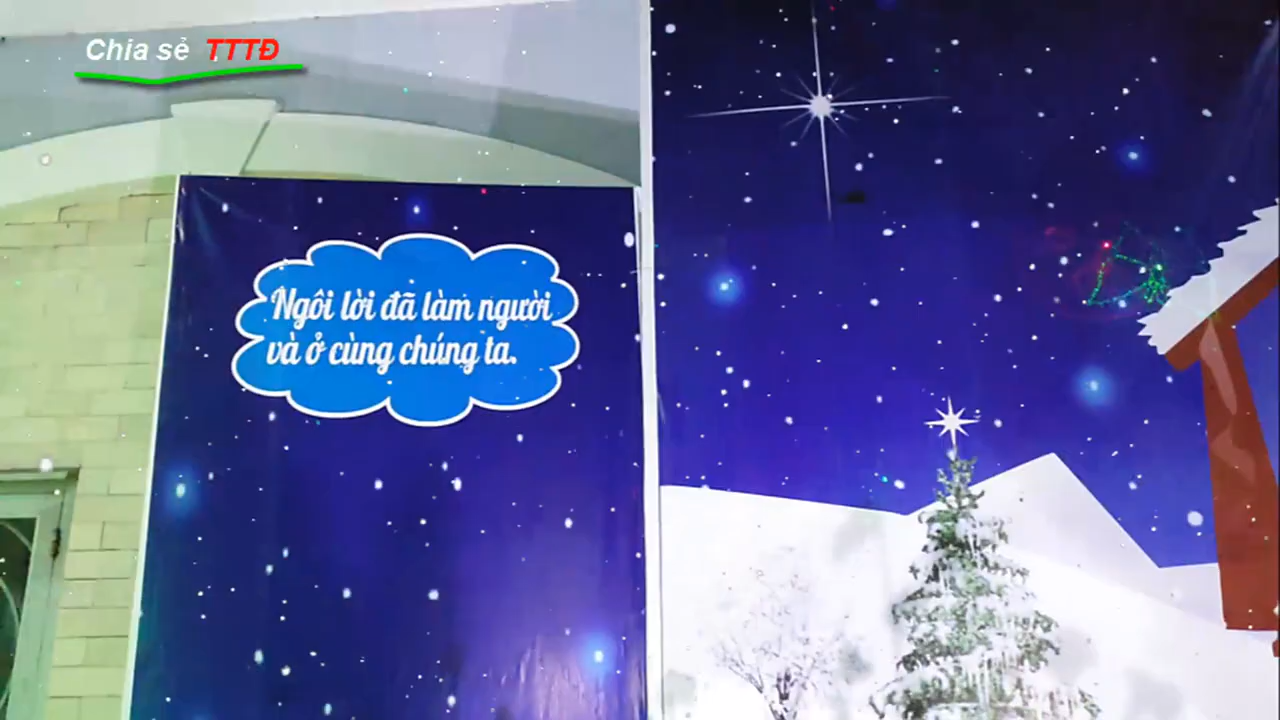 Chia sẻ TTTĐ
Ngôi lời đã làm người
và ở cùng chúng ta.